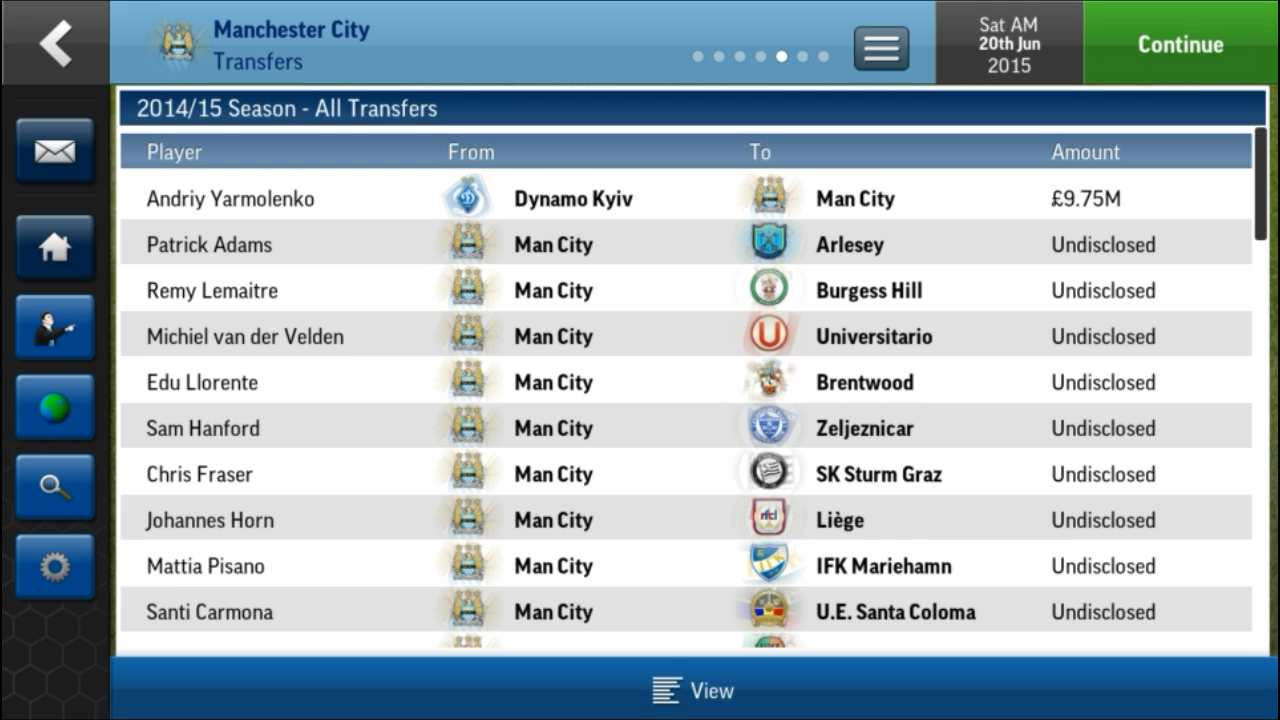 Manchester City
Transfers
Sat AM
20th Jun
2015
Continue
2014/15 Season - All Transfers
Player From To Amount
Andriy Yarmolenko Dynamo Kyiv Man City £9.75M
Patrick Adams Man City Arlesey Undisclosed
Remy Lemaitre Man City Burgess Hill Undisclosed
Michiel van der Velden Man City Universitario Undisclosed
Edu Llorente Man City Brentwood Undisclosed
Sam Hanford Man City Zeljeznicar Undisclosed
Chris Fraser Man City SK Sturm Graz Undisclosed
Johannes Horn Man City Liège Undisclosed
Mattia Pisano Man City IFK Mariehamn Undisclosed
Santi Carmona Man City U.E. Santa Coloma Undisclosed
View